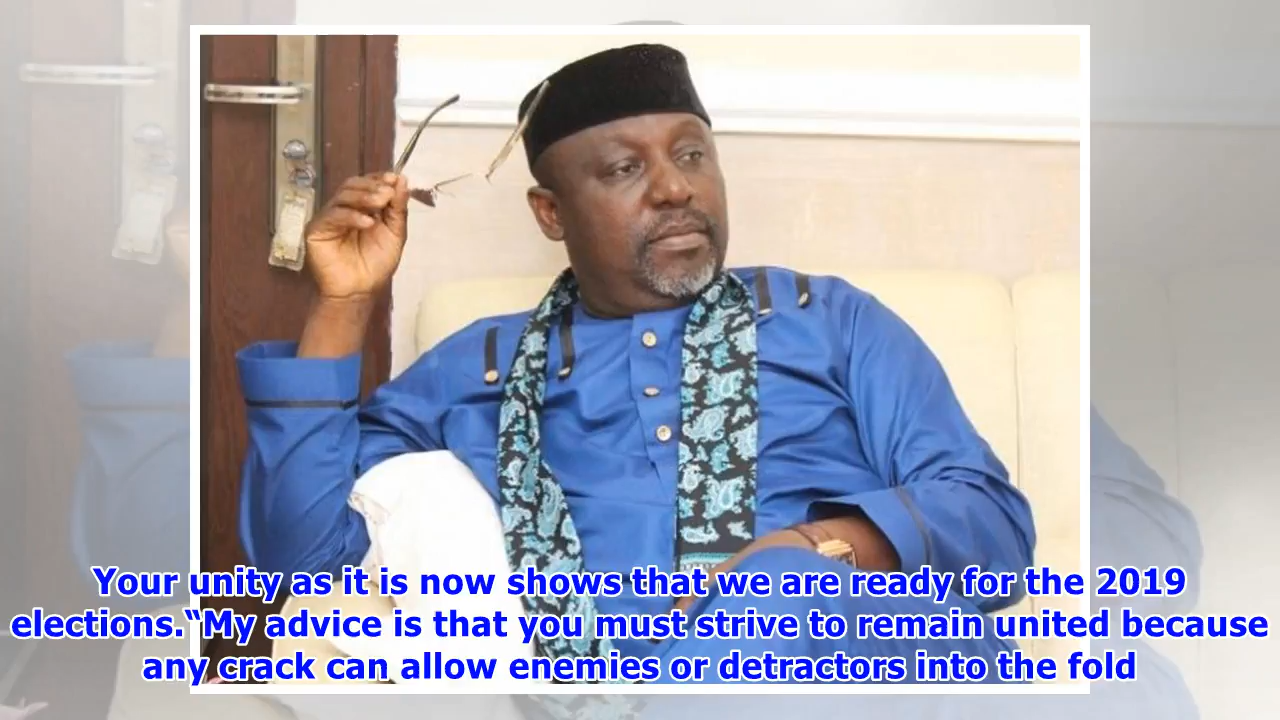 Your unity as it is now shows that we are ready for the 2019
elections.“My advice is that you must strive to remain united because
any crack can allow enemies or detractors into the fold